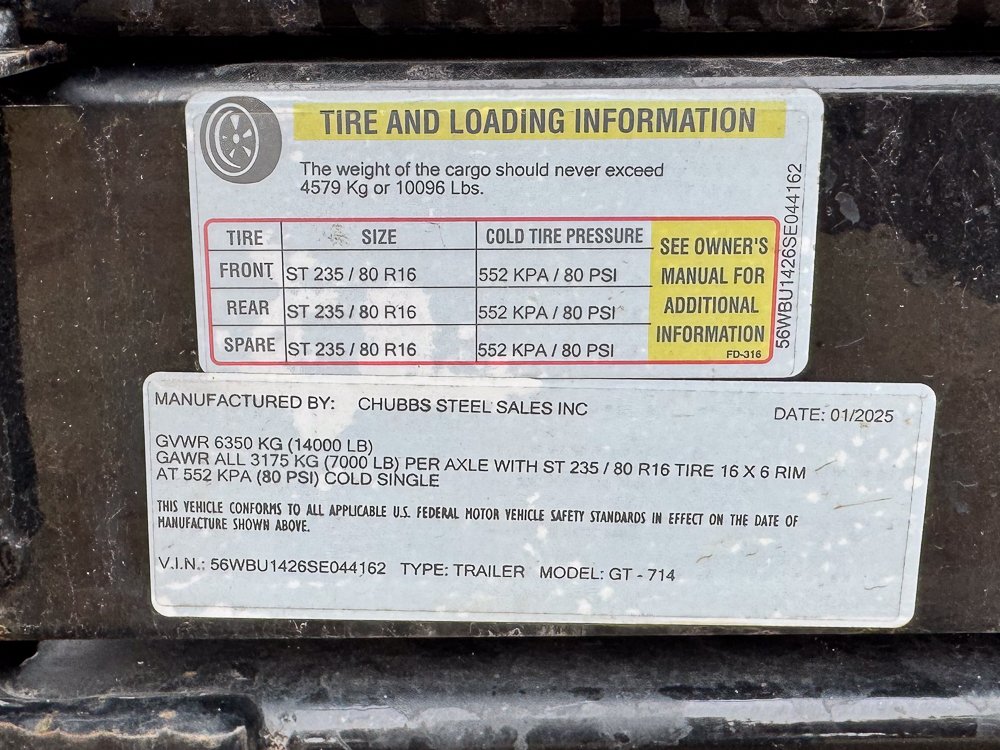 TIRE AND LOADING INFORMATION
The weight of the cargo should never exceed
4579 Kg or 10096 Lbs.
TIRE SIZE COLD TIRE PRESSURE
FRONT ST 235 / 80 R16 552 KPA / 80 PSI
REAR ST 235 / 80 R16 552 KPA / 80 PSI
SPARE ST 235 / 80 R16 552 KPA / 80 PSI
SEE OWNER'S
MANUAL FOR
ADDITIONAL
INFORMATION
FD-316
56WBU1426SE044162
MANUFACTURED BY: CHUBBS STEEL SALES INC DATE: 01/2025
GVWR 6350 KG (14000 LB)
GAWR ALL 3175 KG (7000 LB) PER AXLE WITH ST 235 / 80 R16 TIRE 16 X 6 RIM
AT 552 KPA (80 PSI) COLD SINGLE
THIS VEHICLE CONFORMS TO ALL APPLICABLE U.S. FEDERAL MOTOR VEHICLE SAFETY STANDARDS IN EFFECT ON THE DATE OF
MANUFACTURE SHOWN ABOVE.
V.I.N.: 56WBU1426SE044162 TYPE: TRAILER MODEL: GT - 714